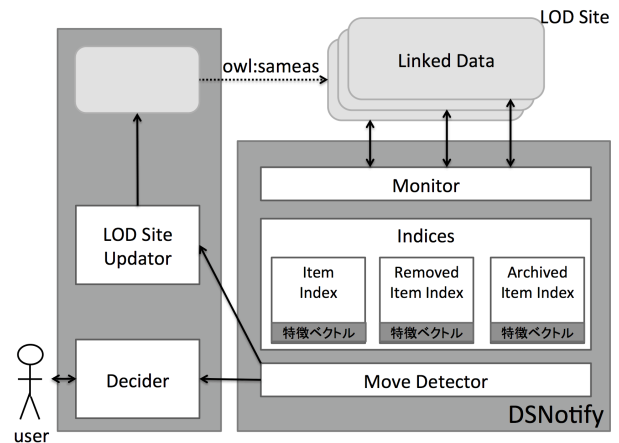 LOD Site
Linked Data
owl:sameas
Monitor
LOD Site
Updator
Indices
Item
Index
Removed
Item Index
Archived
Item Index
特徴ベクトル
特徴ベクトル
特徴ベクトル
Decider
Move Detector
DSNotify
user